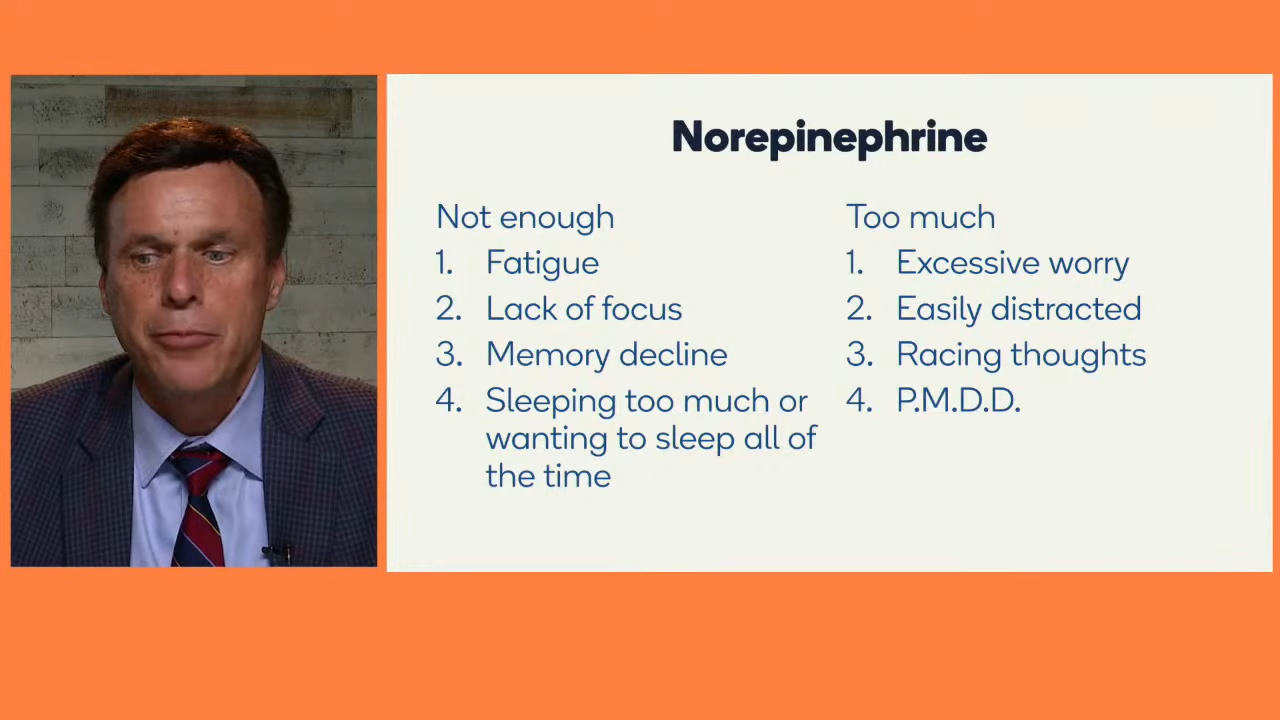 Norepinephrine
Not enough
1. Fatigue
2. Lack of focus
3. Memory decline
4. Sleeping too much or
wanting to sleep all of
the time
Too much
1. Excessive worry
2. Easily distracted
3. Racing thoughts
4. P.M.D.D.